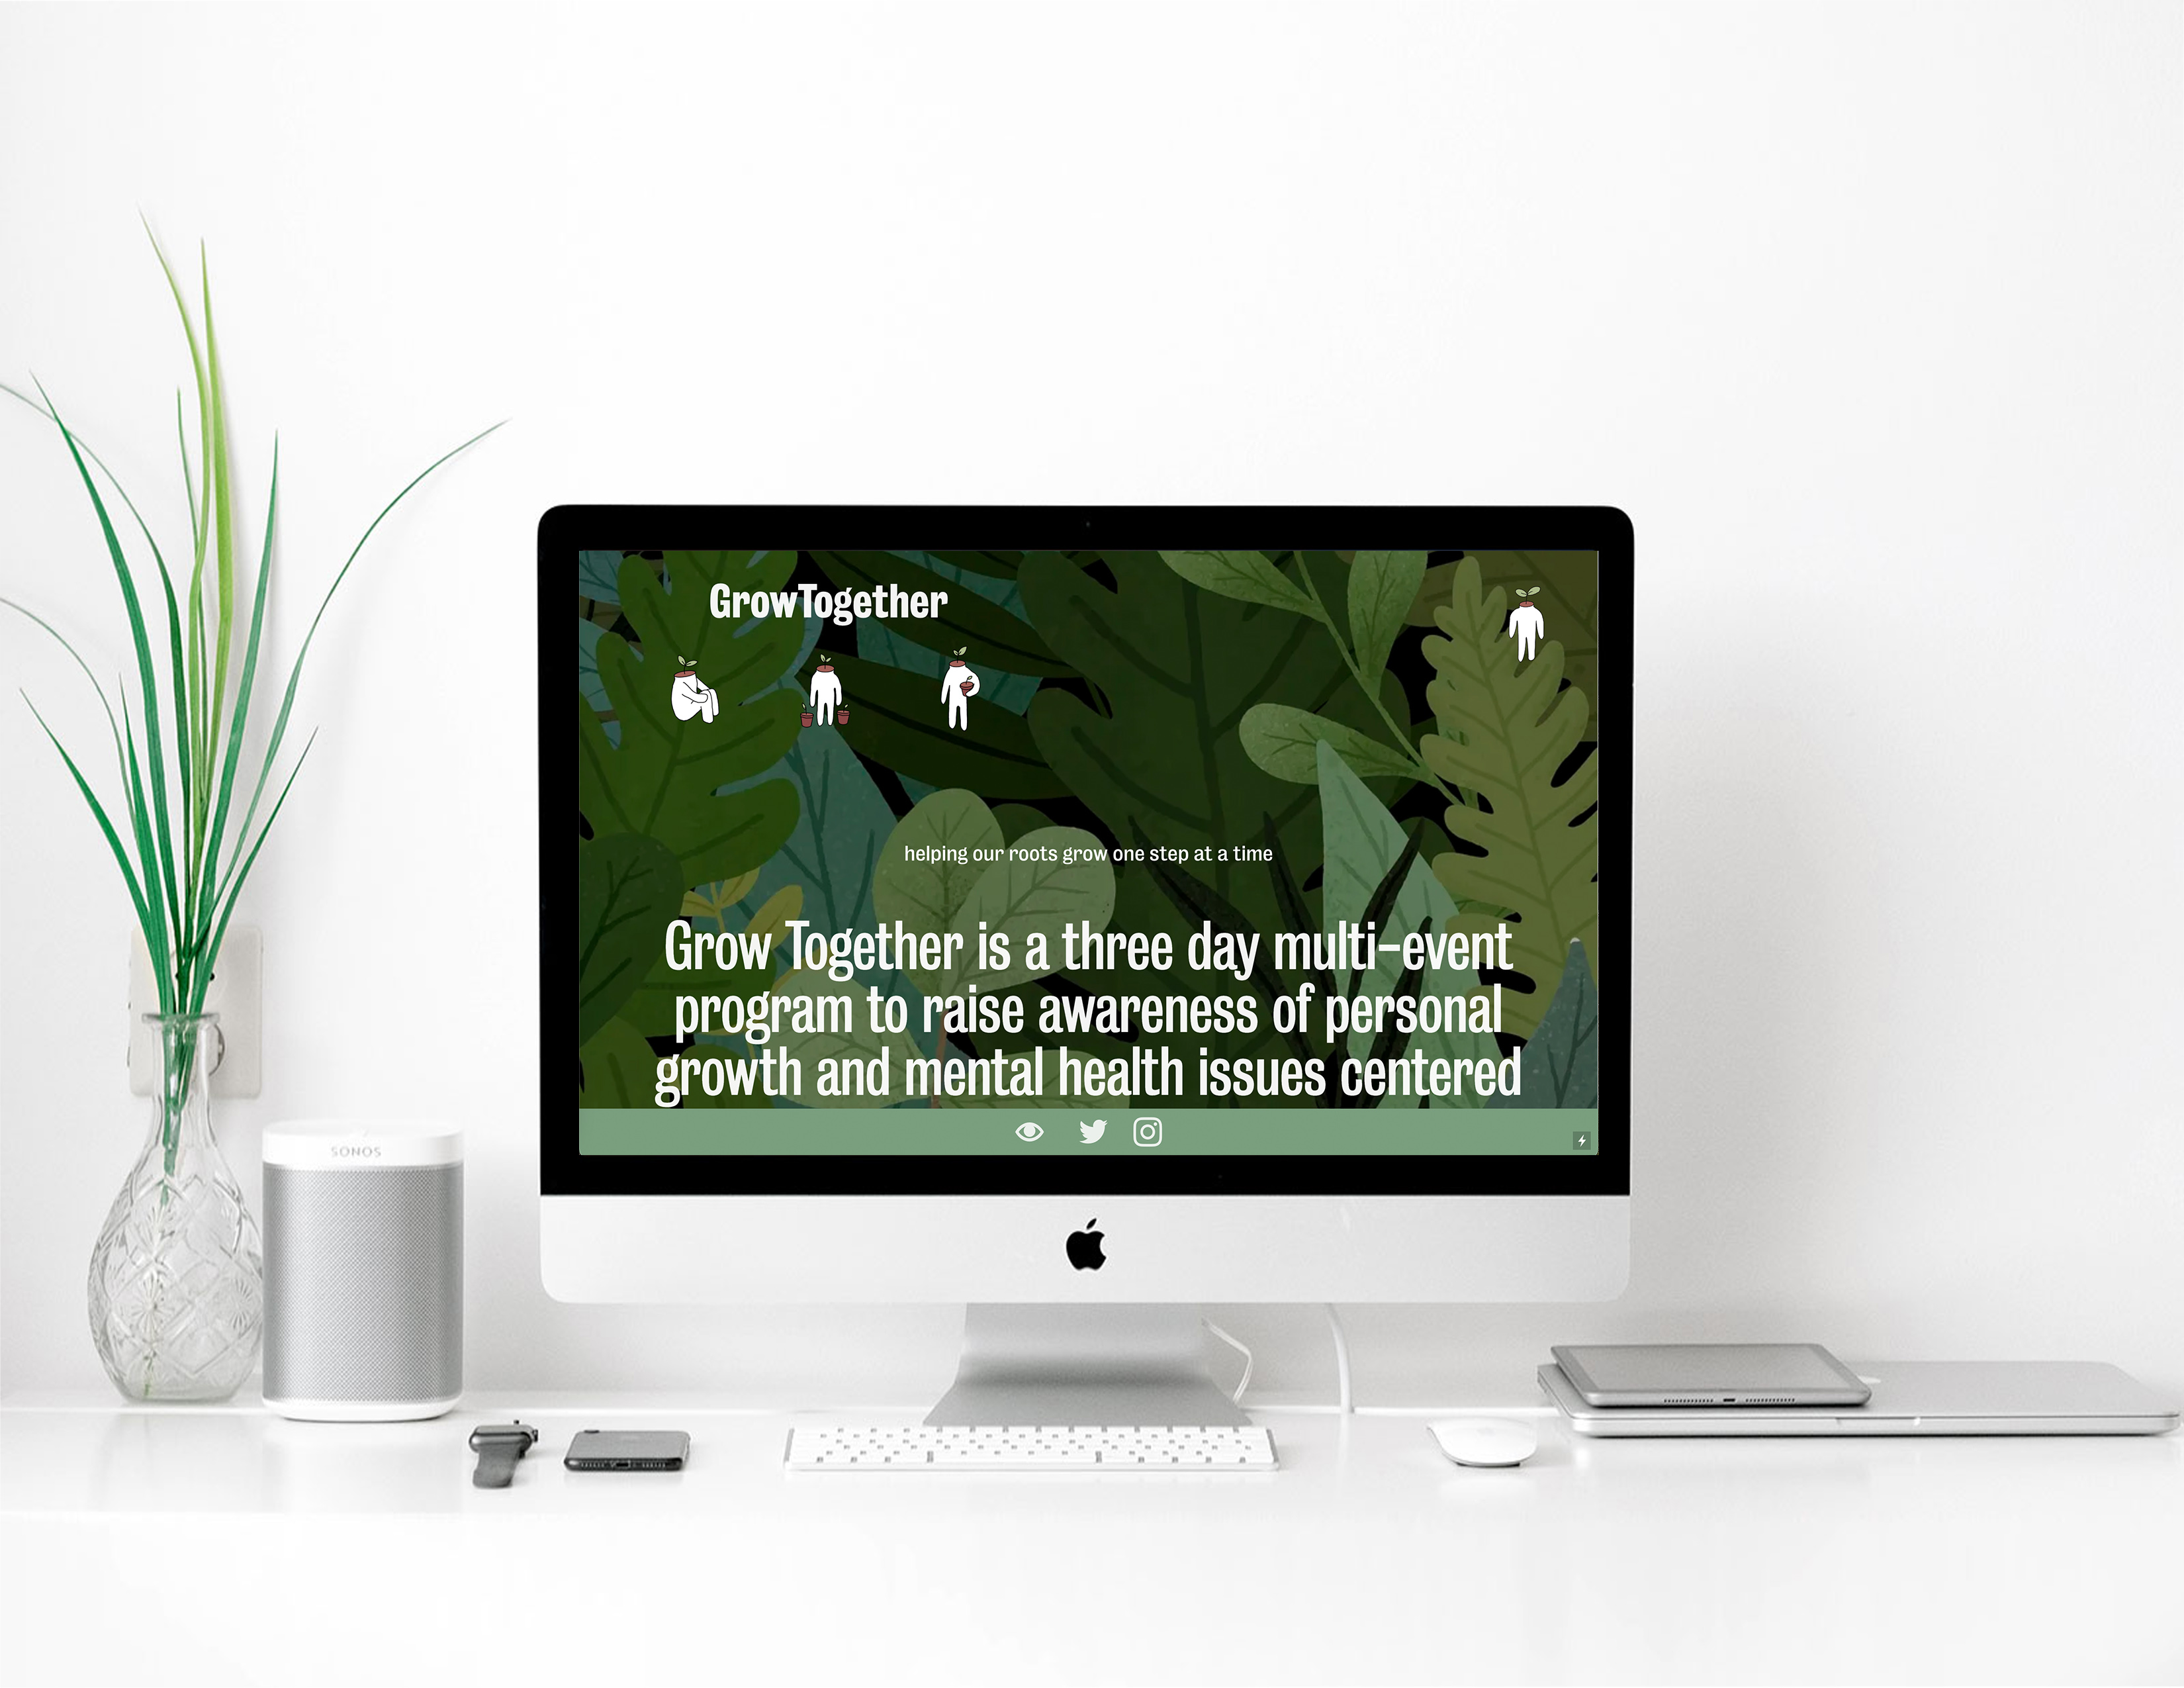 GrowTogether
helping our roots grow one step at a time
Grow Together is a three day multi-event
program to raise awareness of personal
growth and mental health issues centered
SONOS